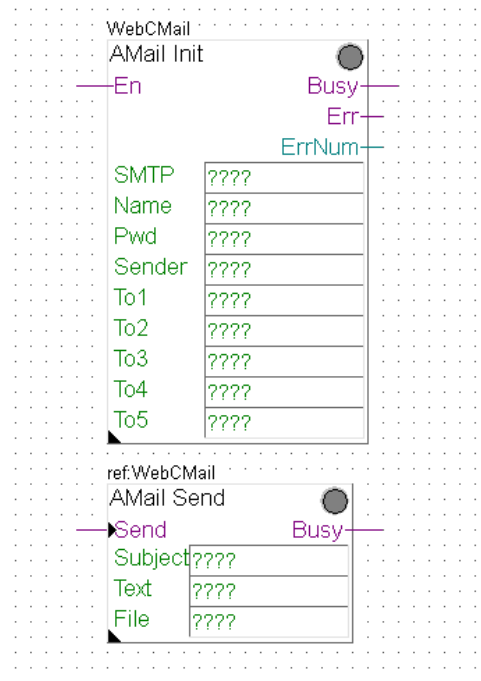 WebCMail
AMail Init
En Busy
Err
ErrNum
SMTP ????
Name ????
Pwd ????
Sender ????
To1 ????
To2 ????
To3 ????
To4 ????
To5 ????
ref:WebCMail
AMail Send
Send Busy
Subject ????
Text ????
File ????